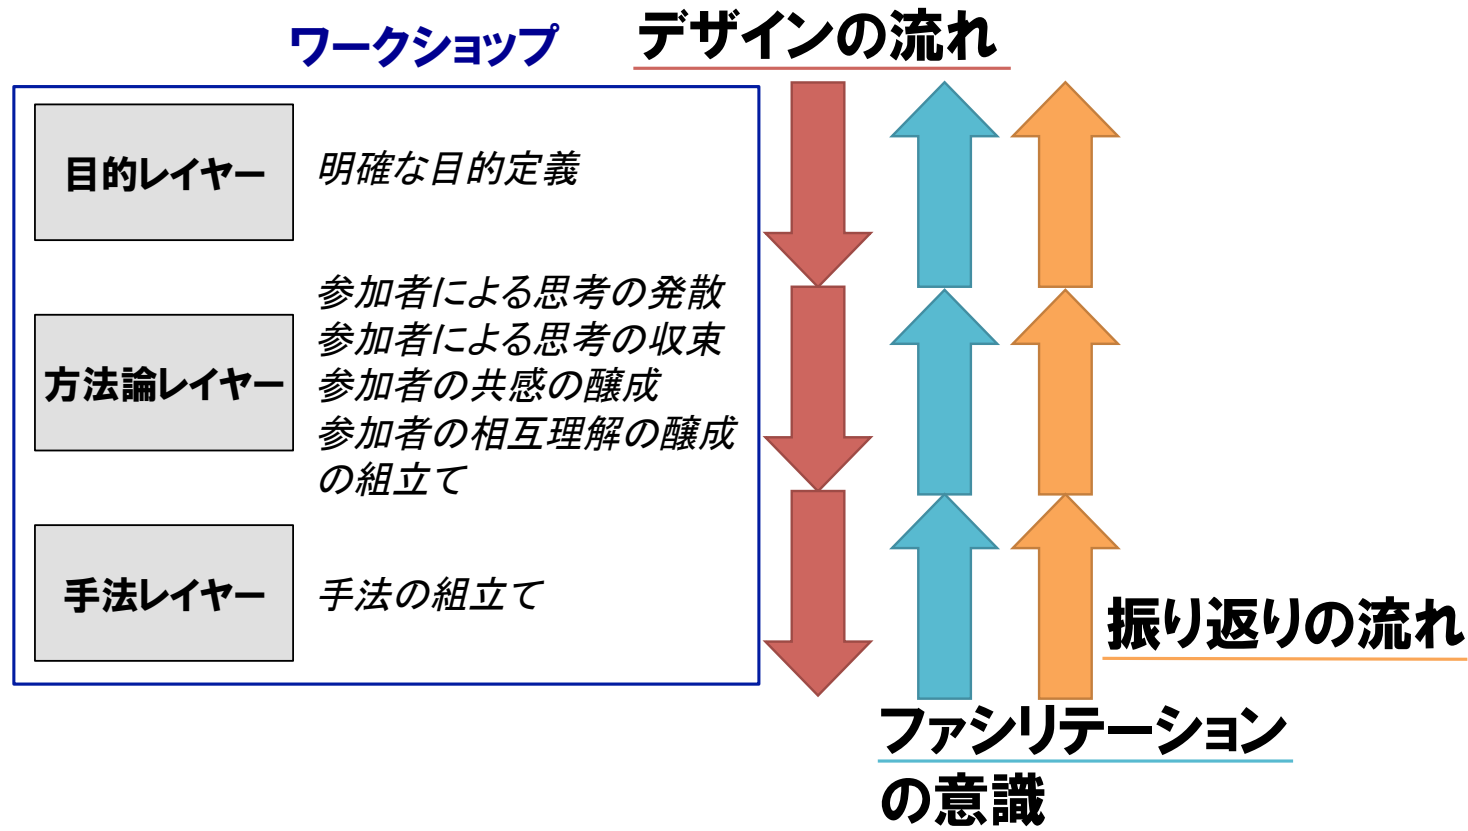 ワークショップ
デザインの流れ
目的レイヤー
明確な目的定義
方法論レイヤー
参加者による思考の発散
参加者による思考の収束
参加者の共感の醸成
参加者の相互理解の醸成
の組立て
手法レイヤー
手法の組立て
振り返りの流れ
ファシリテーション
の意識